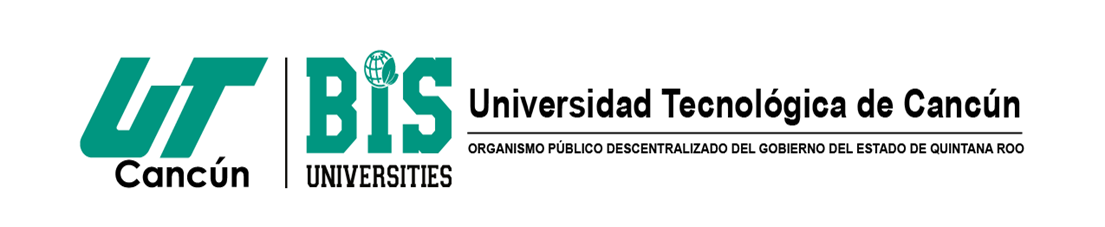 UT
Cancún
BIS
UNIVERSITIES
Universidad Tecnológica de Cancún
ORGANISMO PÚBLICO DESCENTRALIZADO DEL GOBIERNO DEL ESTADO DE QUINTANA ROO